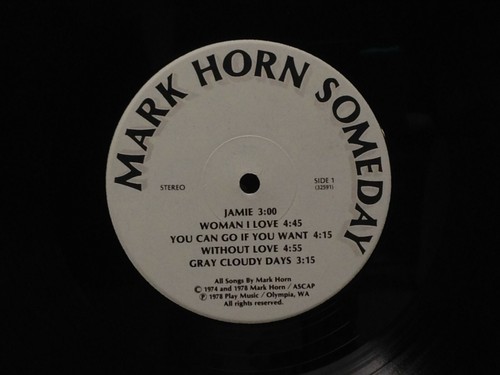 MARK HORN SOMEDAY
STEREO
SIDE 1
(32591)
JAMIE 3:00
WOMAN I LOVE 4:45
YOU CAN GO IF YOU WANT 4:15
WITHOUT LOVE 4:55
GRAY CLOUDY DAYS 3:15
All Songs By Mark Horn
© 1974 and 1978 Mark Horn / ASCAP
℗ 1978 Play Music / Olympia, WA
All rights reserved.